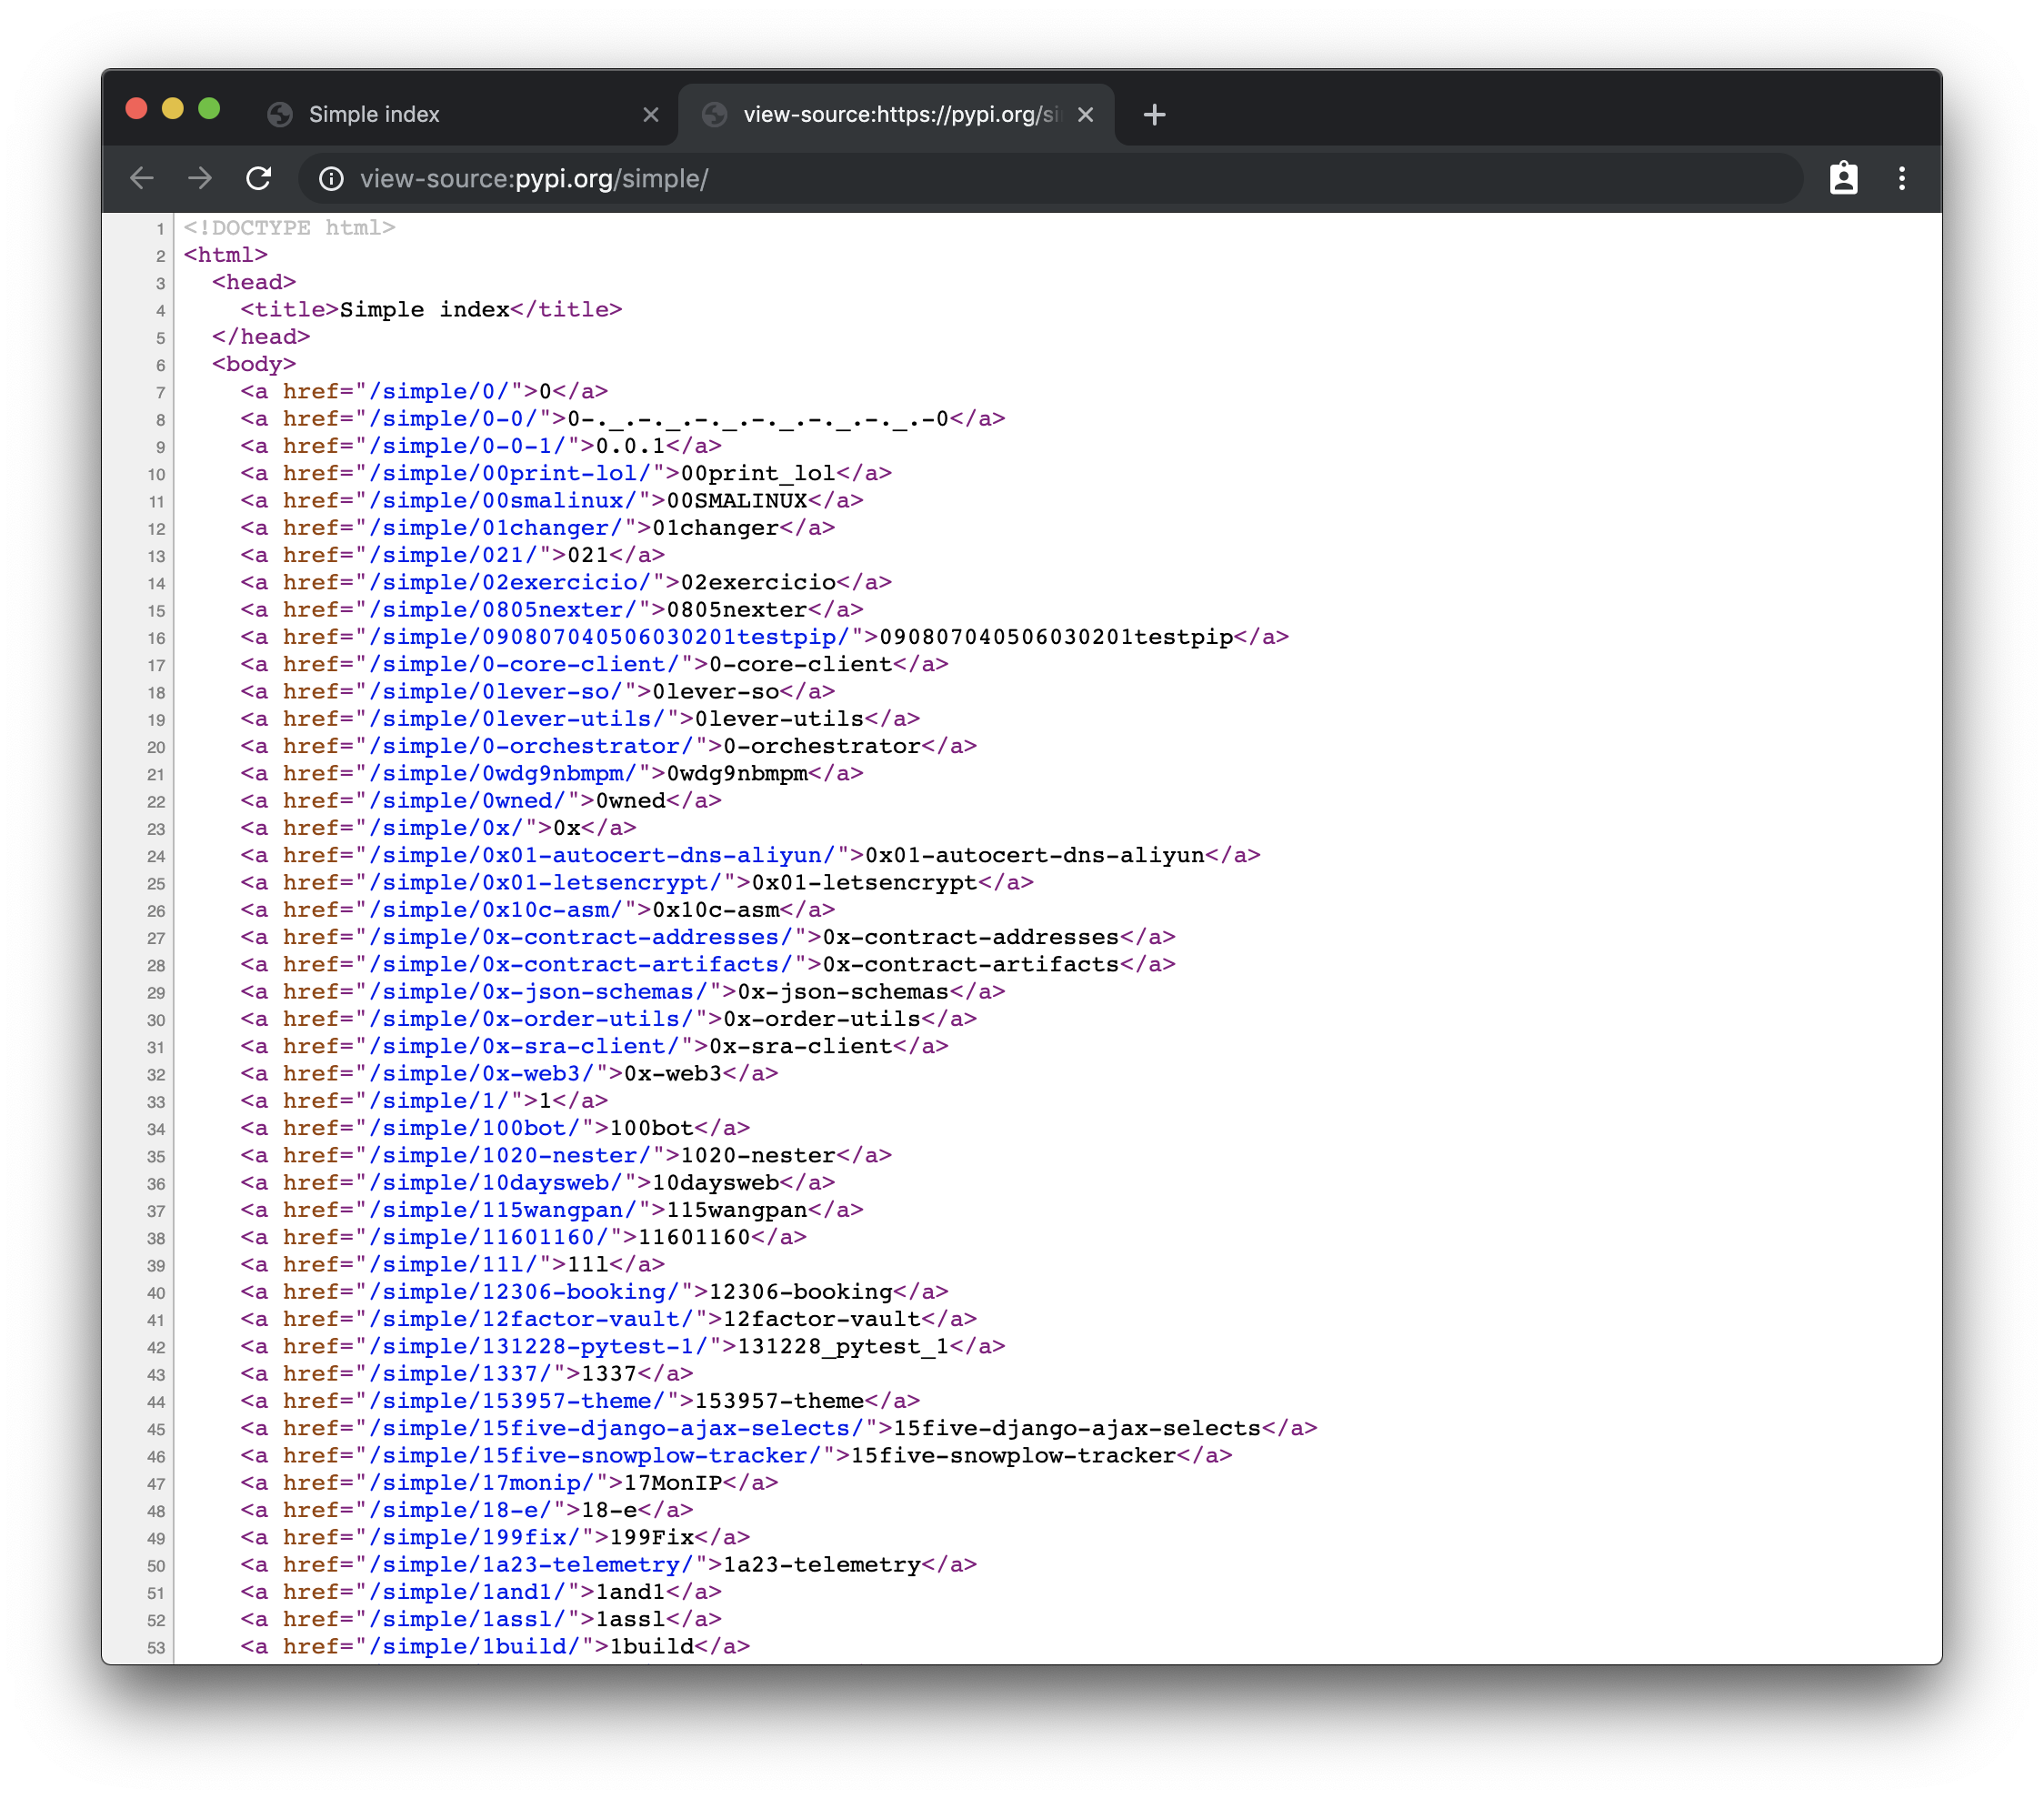 Simple index
view-source:https://pypi.org/si
view-source:pypi.org/simple/
1 <!DOCTYPE html>
2 <html>
3 <head>
4 <title>Simple index</title>
5 </head>
6 <body>
7 <a href="/simple/0/">0</a>
8 <a href="/simple/0-0/">0-._.-._.-._.-._.-._.-._.-0</a>
9 <a href="/simple/0-0-1/">0.0.1</a>
10 <a href="/simple/00print-lol/">00print_lol</a>
11 <a href="/simple/00smalinux/">00SMALINUX</a>
12 <a href="/simple/01changer/">01changer</a>
13 <a href="/simple/021/">021</a>
14 <a href="/simple/02exercicio/">02exercicio</a>
15 <a href="/simple/0805nexter/">0805nexter</a>
16 <a href="/simple/090807040506030201testpip/">090807040506030201testpip</a>
17 <a href="/simple/0-core-client/">0-core-client</a>
18 <a href="/simple/0lever-so/">0lever-so</a>
19 <a href="/simple/0lever-utils/">0lever-utils</a>
20 <a href="/simple/0-orchestrator/">0-orchestrator</a>
21 <a href="/simple/0wdg9nbmpm/">0wdg9nbmpm</a>
22 <a href="/simple/0wned/">0wned</a>
23 <a href="/simple/0x/">0x</a>
24 <a href="/simple/0x01-autocert-dns-aliyun/">0x01-autocert-dns-aliyun</a>
25 <a href="/simple/0x01-letsencrypt/">0x01-letsencrypt</a>
26 <a href="/simple/0x10c-asm/">0x10c-asm</a>
27 <a href="/simple/0x-contract-addresses/">0x-contract-addresses</a>
28 <a href="/simple/0x-contract-artifacts/">0x-contract-artifacts</a>
29 <a href="/simple/0x-json-schemas/">0x-json-schemas</a>
30 <a href="/simple/0x-order-utils/">0x-order-utils</a>
31 <a href="/simple/0x-sra-client/">0x-sra-client</a>
32 <a href="/simple/0x-web3/">0x-web3</a>
33 <a href="/simple/1/">1</a>
34 <a href="/simple/100bot/">100bot</a>
35 <a href="/simple/1020-nester/">1020-nester</a>
36 <a href="/simple/10daysweb/">10daysweb</a>
37 <a href="/simple/115wangpan/">115wangpan</a>
38 <a href="/simple/11601160/">11601160</a>
39 <a href="/simple/11l/">11l</a>
40 <a href="/simple/12306-booking/">12306-booking</a>
41 <a href="/simple/12factor-vault/">12factor-vault</a>
42 <a href="/simple/131228-pytest-1/">131228_pytest_1</a>
43 <a href="/simple/1337/">1337</a>
44 <a href="/simple/153957-theme/">153957-theme</a>
45 <a href="/simple/15five-django-ajax-selects/">15five-django-ajax-selects</a>
46 <a href="/simple/15five-snowplow-tracker/">15five-snowplow-tracker</a>
47 <a href="/simple/17monip/">17MonIP</a>
48 <a href="/simple/18-e/">18-e</a>
49 <a href="/simple/199fix/">199Fix</a>
50 <a href="/simple/1a23-telemetry/">1a23-telemetry</a>
51 <a href="/simple/1and1/">1and1</a>
52 <a href="/simple/1assl/">1assl</a>
53 <a href="/simple/1build/">1build</a>